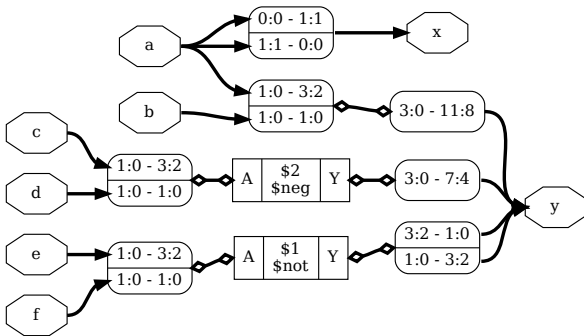 a
0:0 - 1:1
1:1 - 0:0
x
b
1:0 - 3:2
1:0 - 1:0
3:0 - 11:8
c
d
1:0 - 3:2
1:0 - 1:0
A $2 $neg Y
3:0 - 7:4
y
e
f
1:0 - 3:2
1:0 - 1:0
A $1 $not Y
3:2 - 1:0
1:0 - 3:2